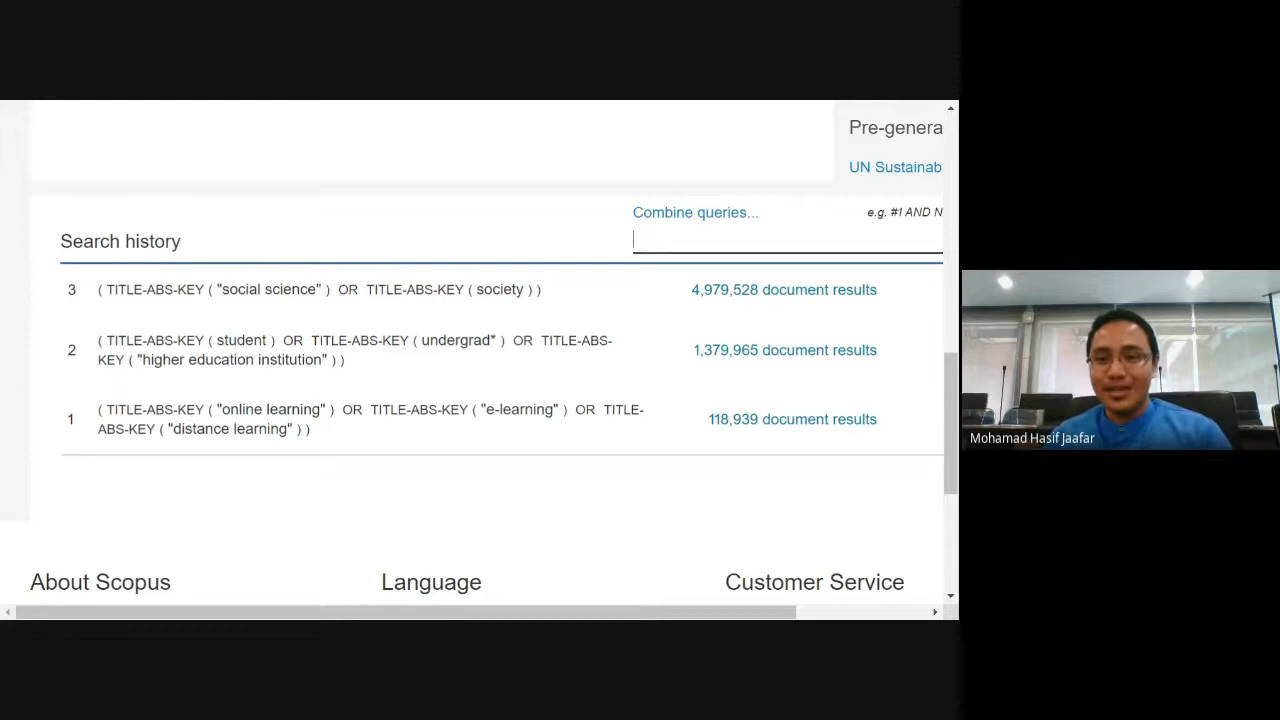 Pre-genera
UN Sustainab
Combine queries...
e.g. #1 AND N
Search history
3 ( TITLE-ABS-KEY ( "social science" ) OR TITLE-ABS-KEY ( society ) ) 4,979,528 document results
( TITLE-ABS-KEY ( student ) OR TITLE-ABS-KEY ( undergrad* ) OR TITLE-ABS-
2 KEY ( "higher education institution" ) ) 1,379,965 document results
( TITLE-ABS-KEY ( "online learning" ) OR TITLE-ABS-KEY ( "e-learning" ) OR TITLE-
1 ABS-KEY ( "distance learning" ) ) 118,939 document results
Mohamad Hasif Jaafar
About Scopus Language Customer Service